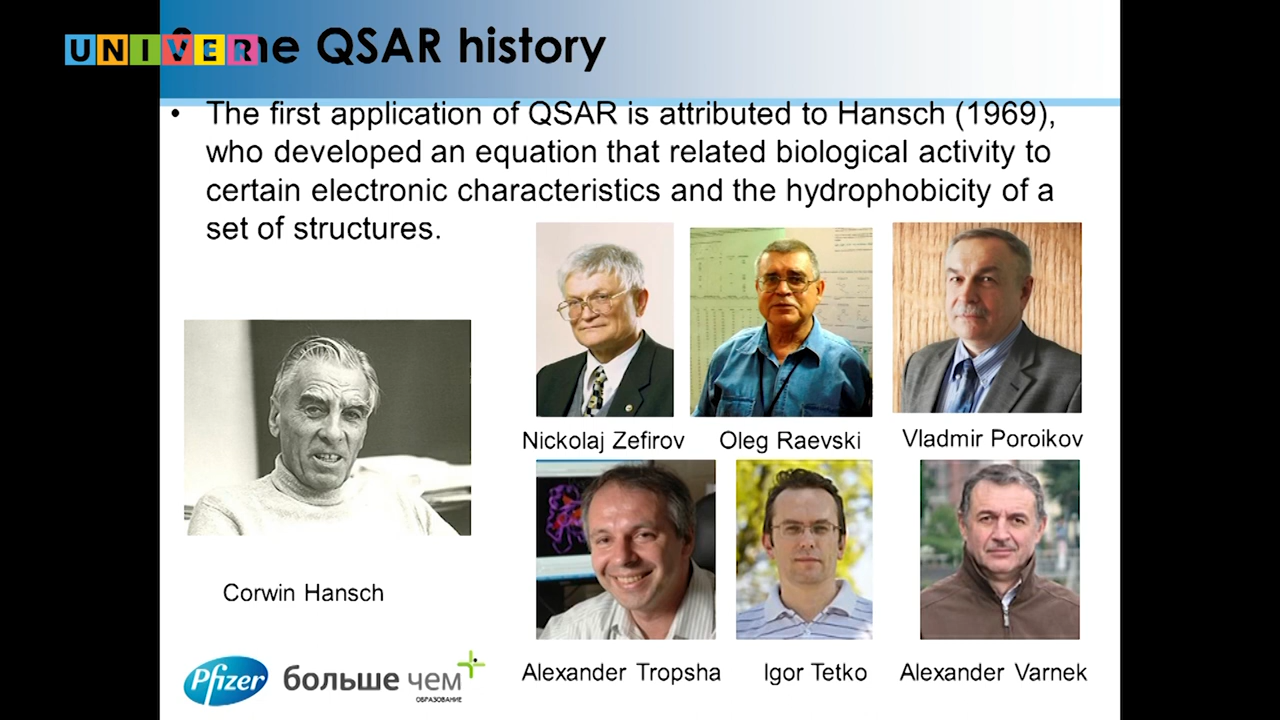 UNIVER
Some QSAR history
• The first application of QSAR is attributed to Hansch (1969),
who developed an equation that related biological activity to
certain electronic characteristics and the hydrophobicity of a
set of structures.
Nickolaj Zefirov
Oleg Raevski
Vladmir Poroikov
Corwin Hansch
Alexander Tropsha
Igor Tetko
Alexander Varnek
Pfizer
больше чем
ОБРАЗОВАНИЕ